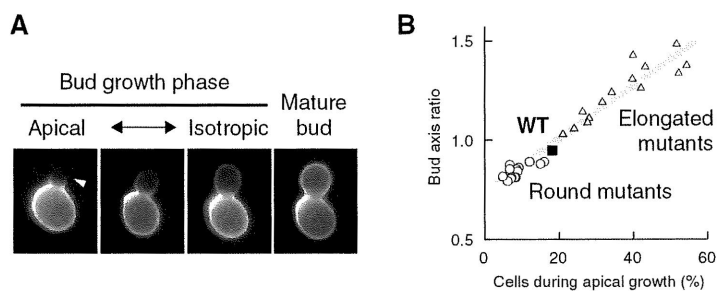 A
Bud growth phase
Apical
Isotropic
Mature
bud
B
Bud axis ratio
1.5
1.0
0.5
WT
Elongated
mutants
Round mutants
0
20
40
60
Cells during apical growth (%)